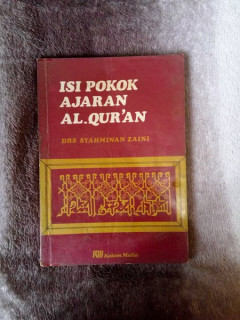 ISI POKOK
AJARAN
AL.QUR'AN
DRS SYAHMINAN ZAINI
Kalam Mulia